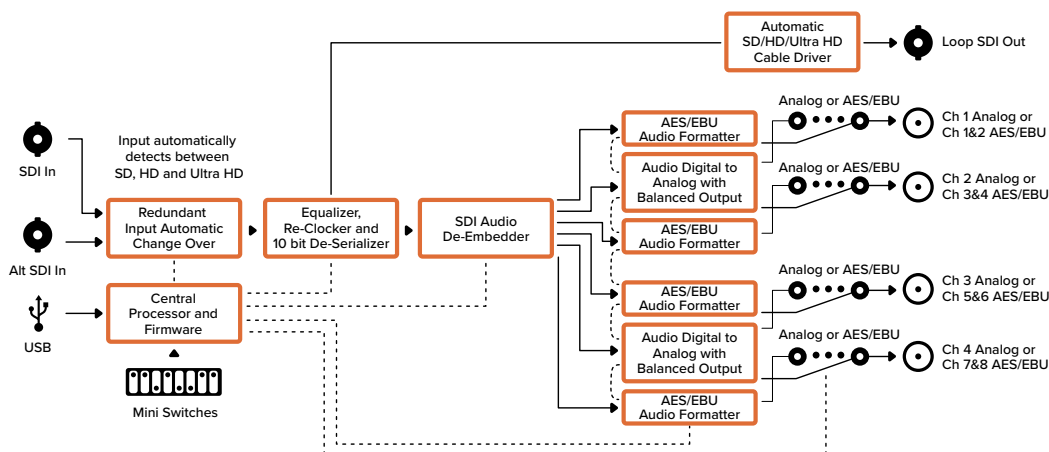 Automatic
SD/HD/Ultra HD
Cable Driver
Loop SDI Out
SDI In
Input automatically
detects between
SD, HD and Ultra HD
Alt SDI In
Redundant
Input Automatic
Change Over
Equalizer,
Re-Clocker and
10 bit De-Serializer
SDI Audio
De-Embedder
USB
Central
Processor and
Firmware
Mini Switches
AES/EBU
Audio Formatter
Audio Digital to
Analog with
Balanced Output
AES/EBU
Audio Formatter
AES/EBU
Audio Formatter
Audio Digital to
Analog with
Balanced Output
AES/EBU
Audio Formatter
Analog or AES/EBU
Ch 1 Analog or
Ch 1&2 AES/EBU
Analog or AES/EBU
Ch 2 Analog or
Ch 3&4 AES/EBU
Analog or AES/EBU
Ch 3 Analog or
Ch 5&6 AES/EBU
Analog or AES/EBU
Ch 4 Analog or
Ch 7&8 AES/EBU